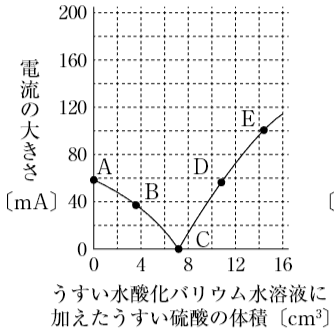 200
160
120
80
40
0
電流の大きさ
〔mA〕
A
B
C
D
E
0 4 8 12 16
うすい水酸化バリウム水溶液に
加えたうすい硫酸の体積〔cm³〕
〔